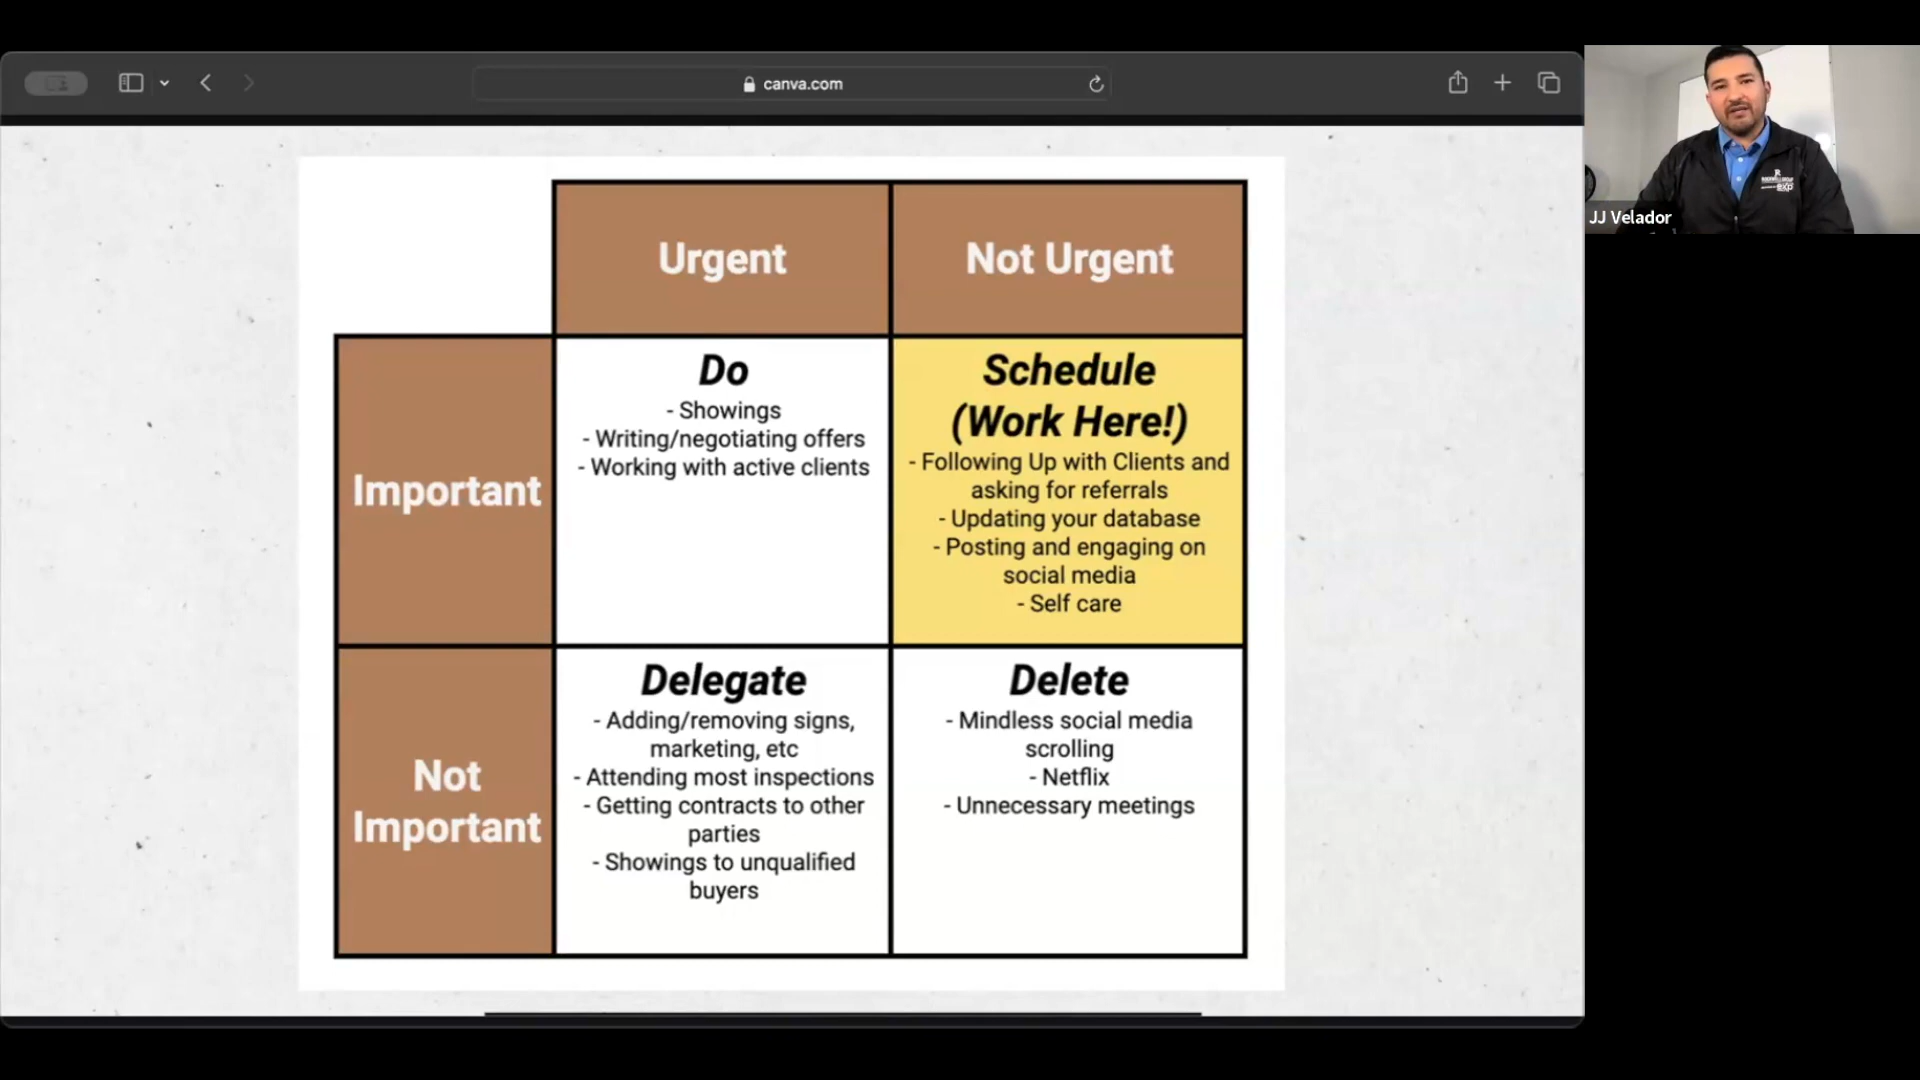 canva.com
Urgent
Not Urgent
Important
Do
- Showings
- Writing/negotiating offers
- Working with active clients
Schedule
(Work Here!)
- Following Up with Clients and
asking for referrals
- Updating your database
- Posting and engaging on
social media
- Self care
Not
Important
Delegate
- Adding/removing signs,
marketing, etc
- Attending most inspections
- Getting contracts to other
parties
- Showings to unqualified
buyers
Delete
- Mindless social media
scrolling
- Netflix
- Unnecessary meetings
JJ Velador
eXp